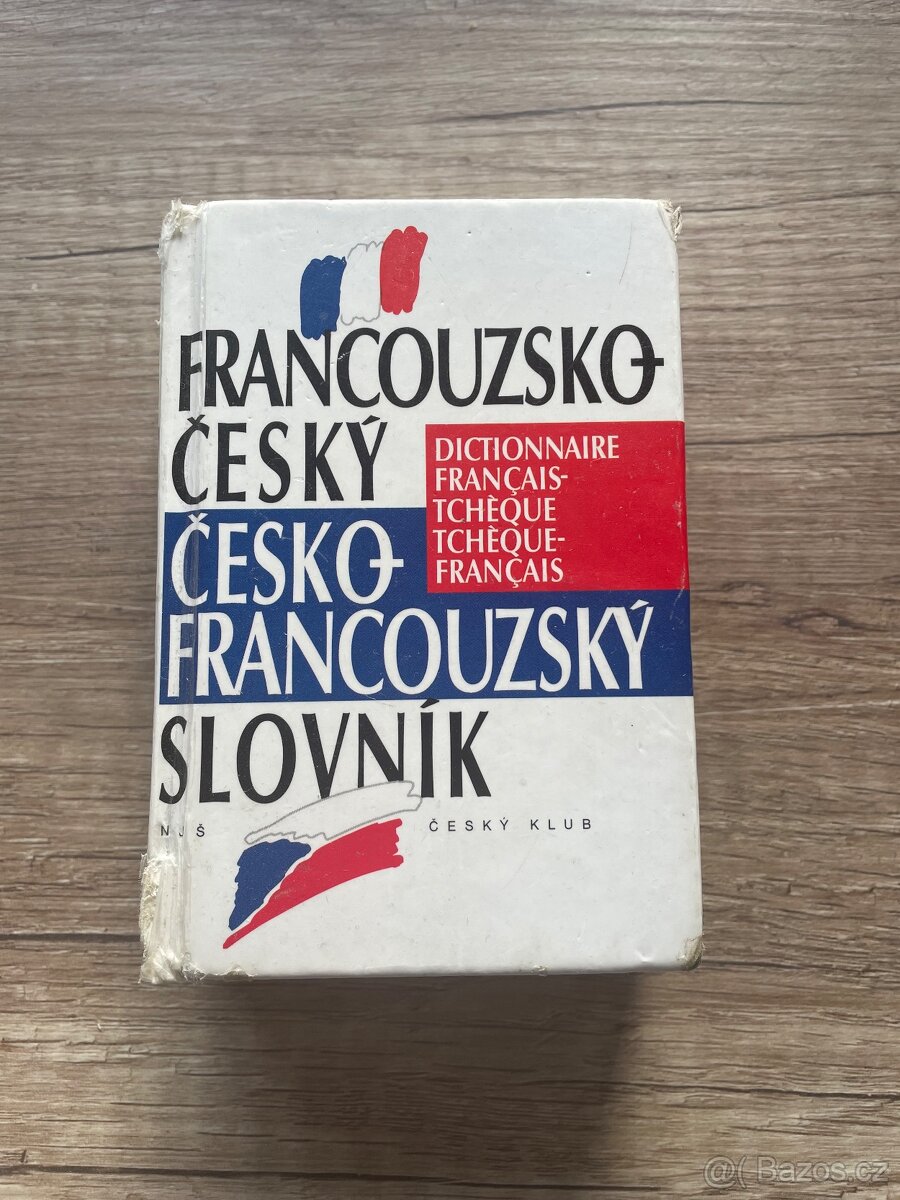 FRANCOUZSKO-
ČESKÝ
DICTIONNAIRE
FRANÇAIS-
TCHÈQUE
TCHÈQUE-
FRANÇAIS
ČESKO-
FRANCOUZSKÝ
SLOVNÍK
NJŠ
ČESKÝ KLUB
@( Bazos.cz